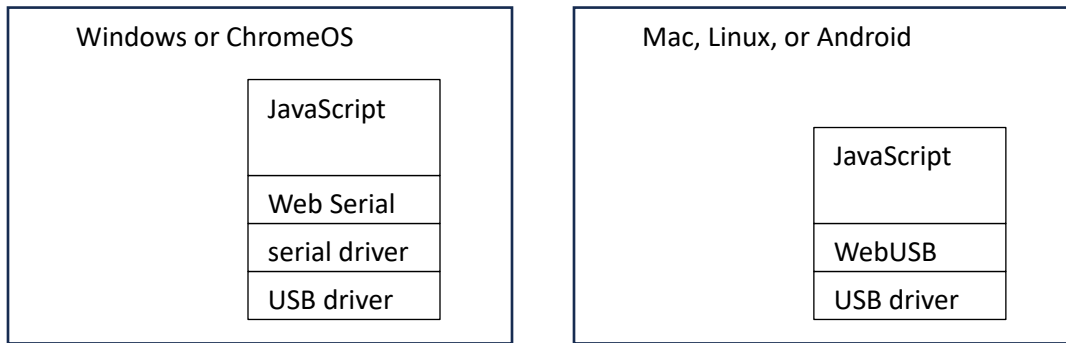 Windows or ChromeOS
JavaScript
Web Serial
serial driver
USB driver
Mac, Linux, or Android
JavaScript
WebUSB
USB driver